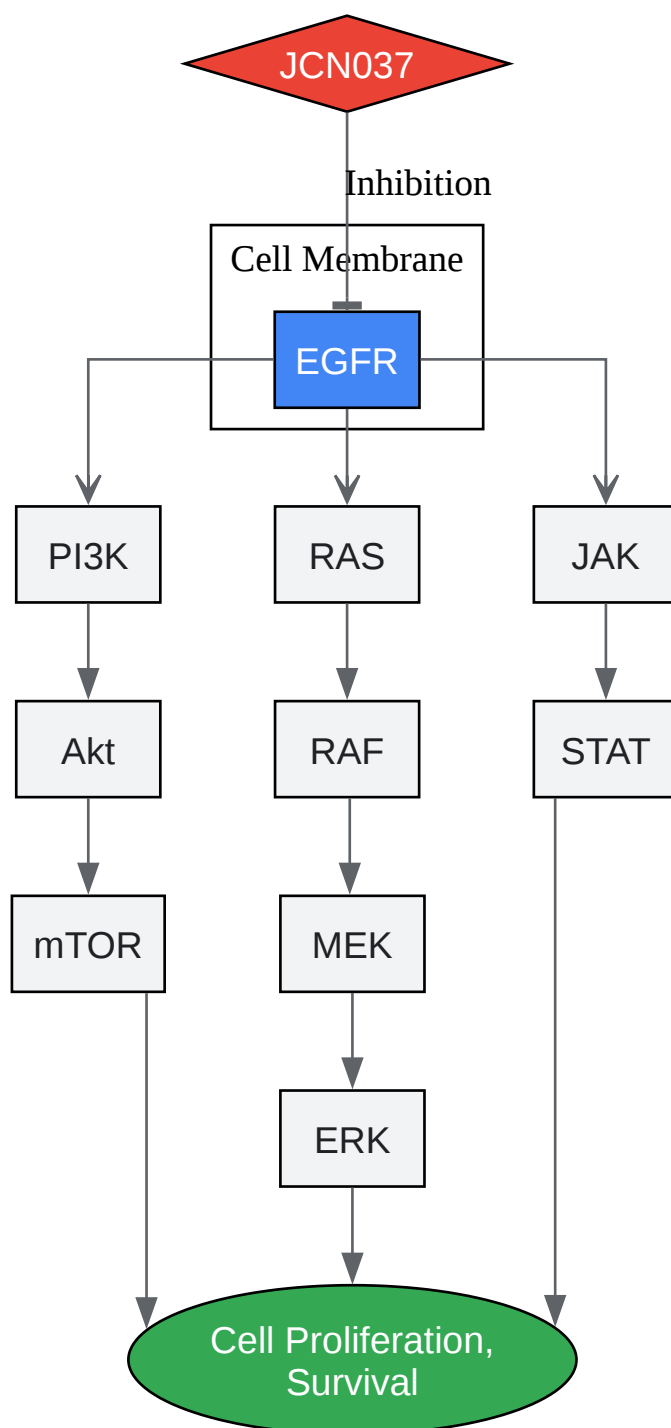 JCN037
Inhibition
Cell Membrane
EGFR
PI3K
RAS
JAK
Akt
RAF
STAT
mTOR
MEK
ERK
Cell Proliferation,
Survival